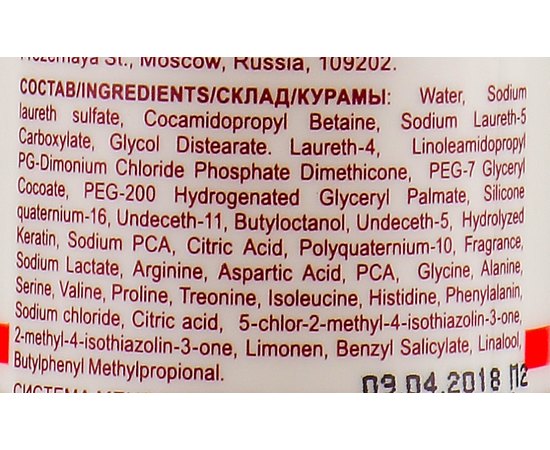 St., Moscow, Russia, 109202.
СОСТАВ/INGREDIENTS/СКЛАД/КУРАМЫ: Water, Sodium
laureth sulfate, Cocamidopropyl Betaine, Sodium Laureth-5
Carboxylate, Glycol Distearate. Laureth-4, Linoleamidopropyl
PG-Dimonium Chloride Phosphate Dimethicone, PEG-7 Glyceryl
Cocoate, PEG-200 Hydrogenated Glyceryl Palmate, Silicone
quaternium-16, Undeceth-11, Butyloctanol, Undeceth-5, Hydrolyzed
Keratin, Sodium PCA, Citric Acid, Polyquaternium-10, Fragrance,
Sodium Lactate, Arginine, Aspartic Acid, PCA, Glycine, Alanine,
Serine, Valine, Proline, Treonine, Isoleucine, Histidine, Phenylalanin,
Sodium chloride, Citric acid, 5-chlor-2-methyl-4-isothiazolin-3-one,
2-methyl-4-isothiazolin-3-one, Limonen, Benzyl Salicylate, Linalool,
Butylphenyl Methylpropional.
09.04.2018 П2
СИСТЕМА